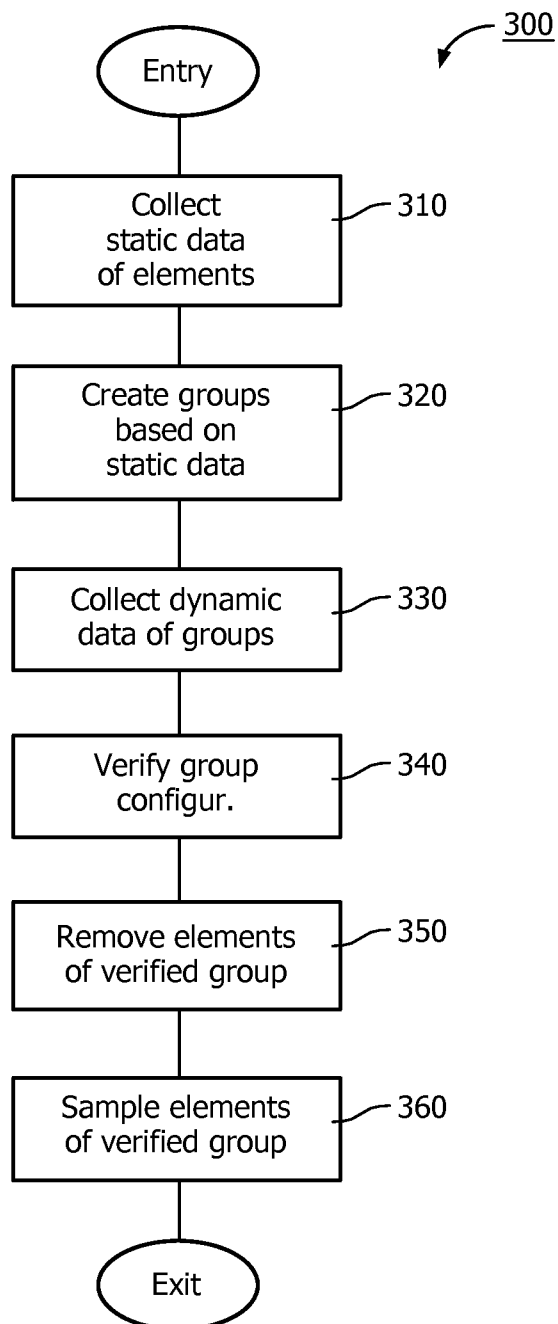 300
Entry
Collect
static data
of elements
310
Create groups
based on
static data
320
Collect dynamic
data of groups
330
Verify group
configur.
340
Remove elements
of verified group
350
Sample elements
of verified group
360
Exit